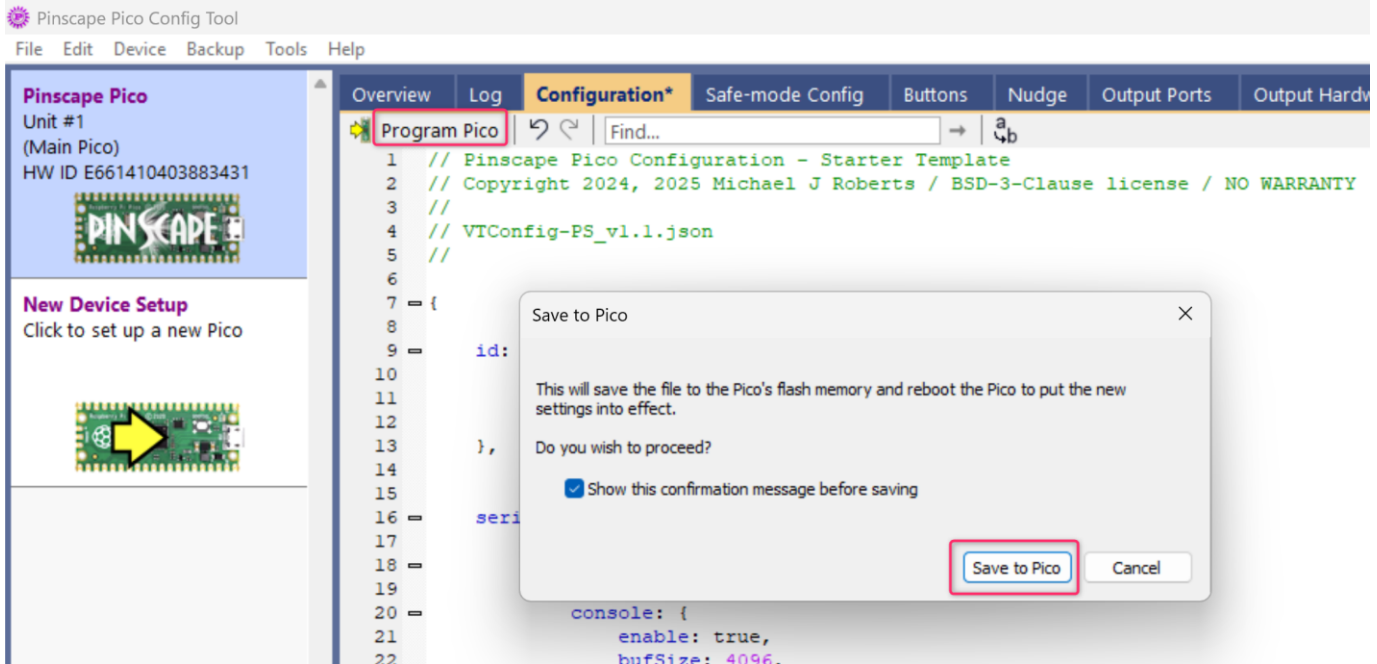 Pinscape Pico Config Tool
File Edit Device Backup Tools Help
Pinscape Pico
Unit #1
(Main Pico)
HW ID E661410403883431
PINSCAPE
New Device Setup
Click to set up a new Pico
Overview Log Configuration* Safe-mode Config Buttons Nudge Output Ports Output Hardw
Program Pico Find... a b
1 // Pinscape Pico Configuration - Starter Template
2 // Copyright 2024, 2025 Michael J Roberts / BSD-3-Clause license / NO WARRANTY
3 //
4 // VTConfig-PS_v1.1.json
5 //
6
7 {
8
9 id:
10
11
12
13 },
14
15
16 seri
17
18
19
20 console: {
21 enable: true,
22 bufSize: 4096,
Save to Pico
This will save the file to the Pico's flash memory and reboot the Pico to put the new
settings into effect.
Do you wish to proceed?
Show this confirmation message before saving
Save to Pico Cancel